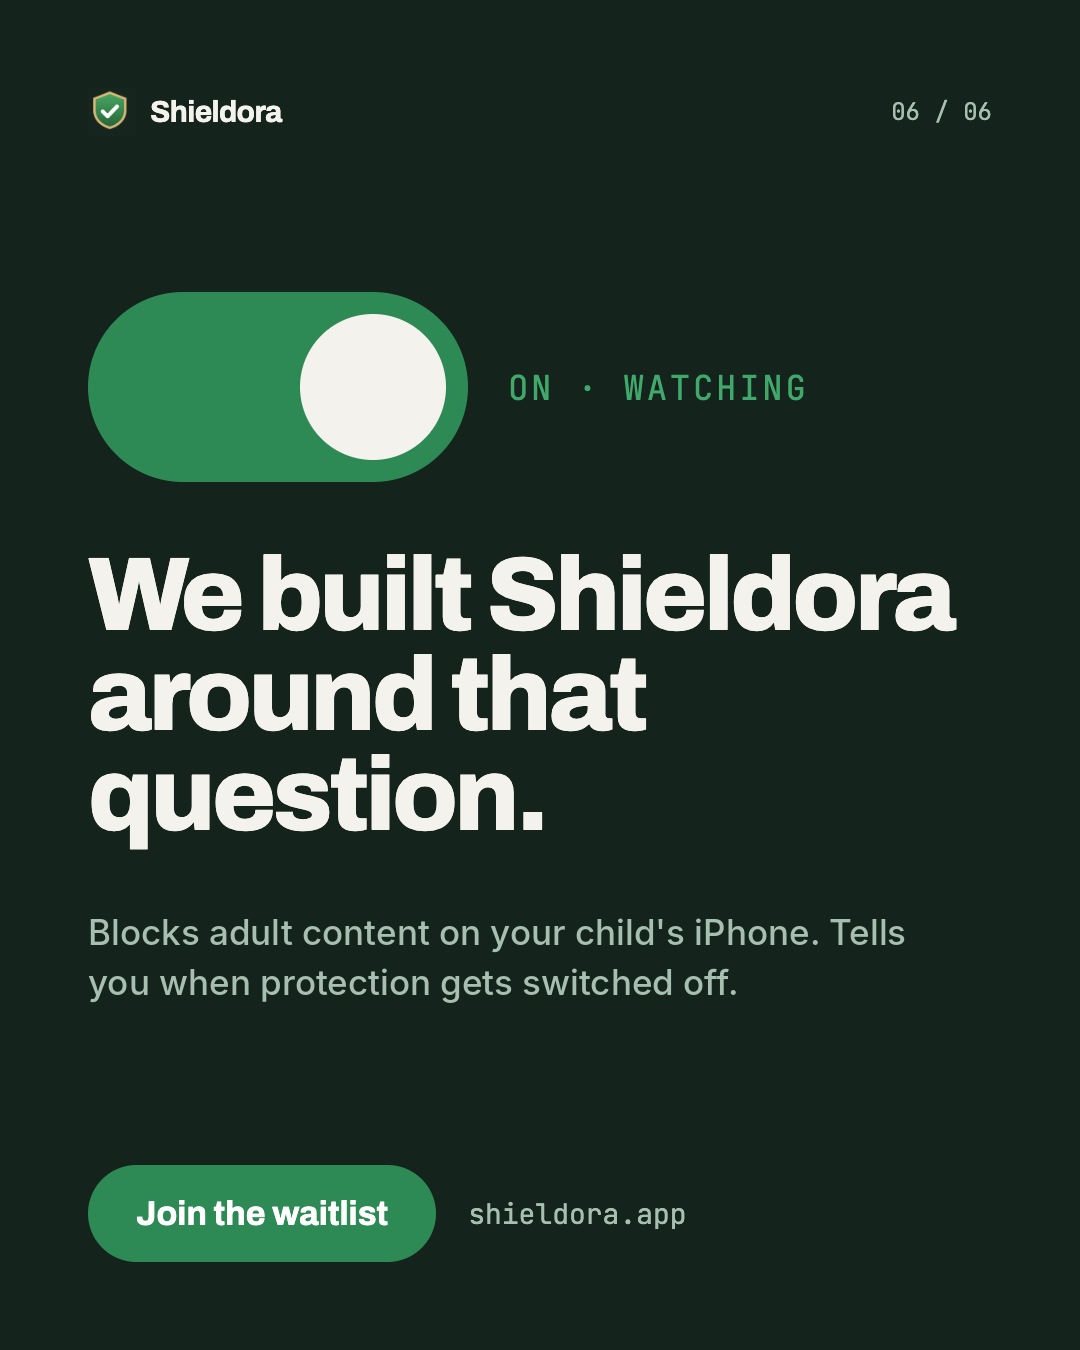 Shieldora
06 / 06
ON · WATCHING
We built Shieldora
around that
question.
Blocks adult content on your child's iPhone. Tells
you when protection gets switched off.
Join the waitlist
shieldora.app